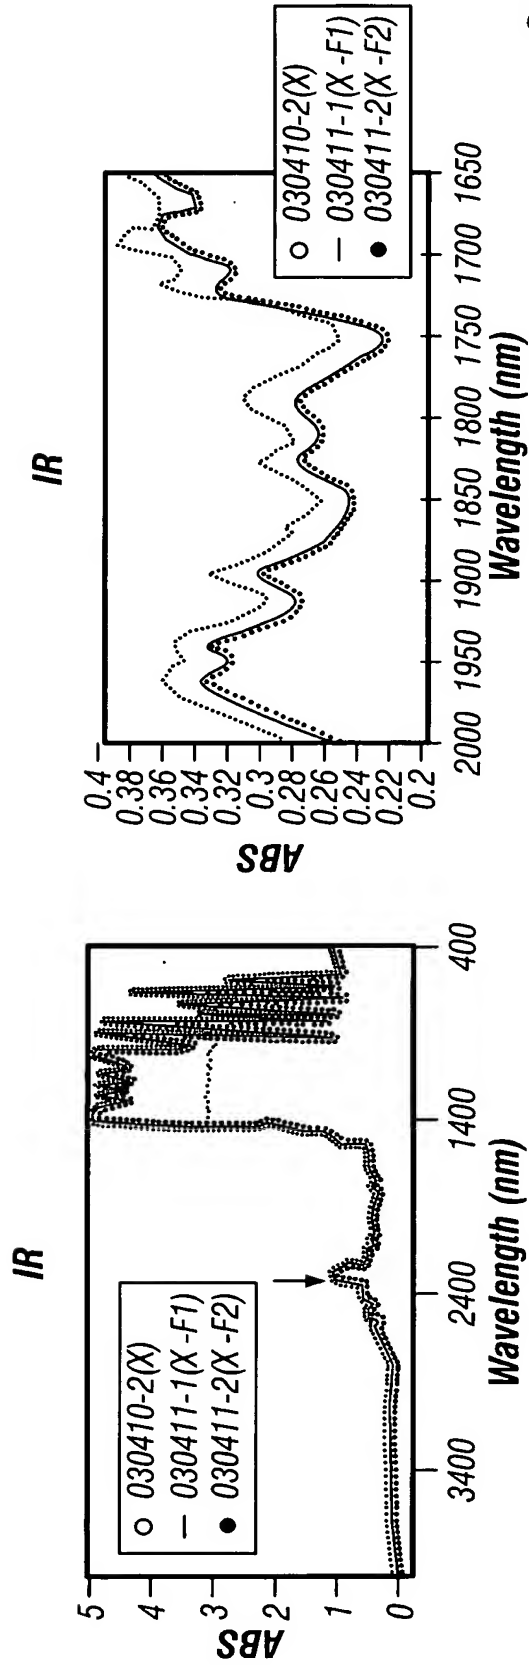 IR
5
4
3
2
1
0
ABS
030410-2(X)
030411-1(X -F1)
030411-2(X -F2)
3400 2400 1400 400
Wavelength (nm)
IR
0.4
0.38
0.36
0.34
0.32
0.3
0.28
0.26
0.24
0.22
0.2
ABS
030410-2(X)
030411-1(X -F1)
030411-2(X -F2)
2000 1950 1900 1850 1800 1750 1700 1650
Wavelength (nm)